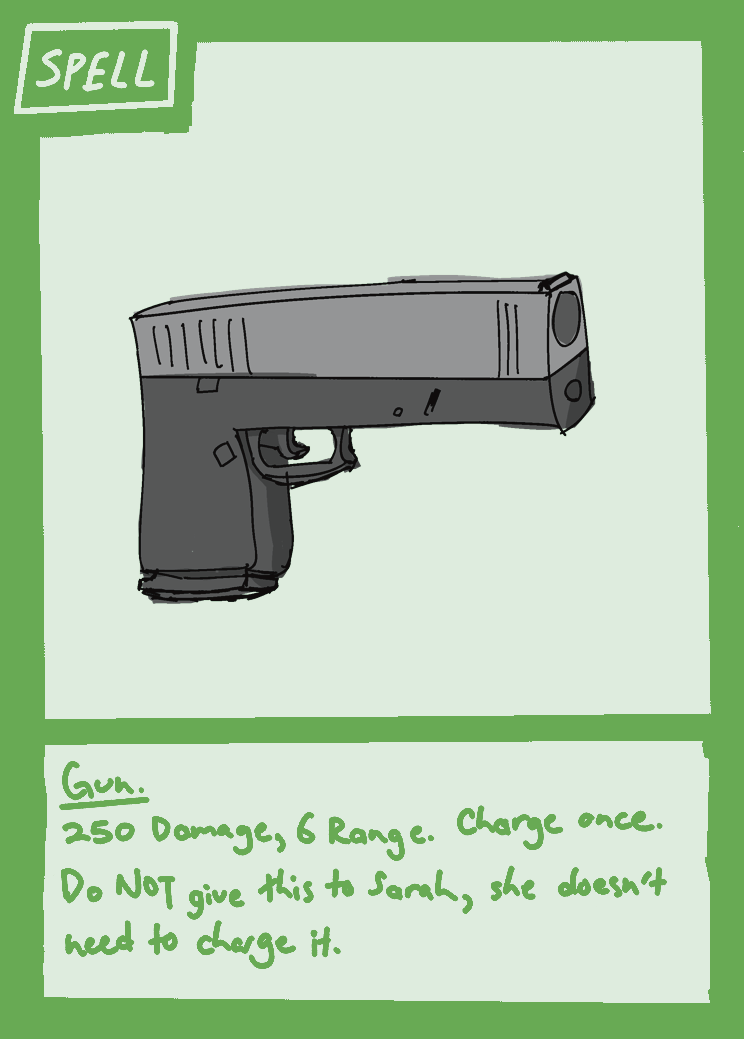 SPELL
Gun.
250 Damage, 6 Range. Charge once.
Do NOT give this to Sarah, she doesn't
need to charge it.